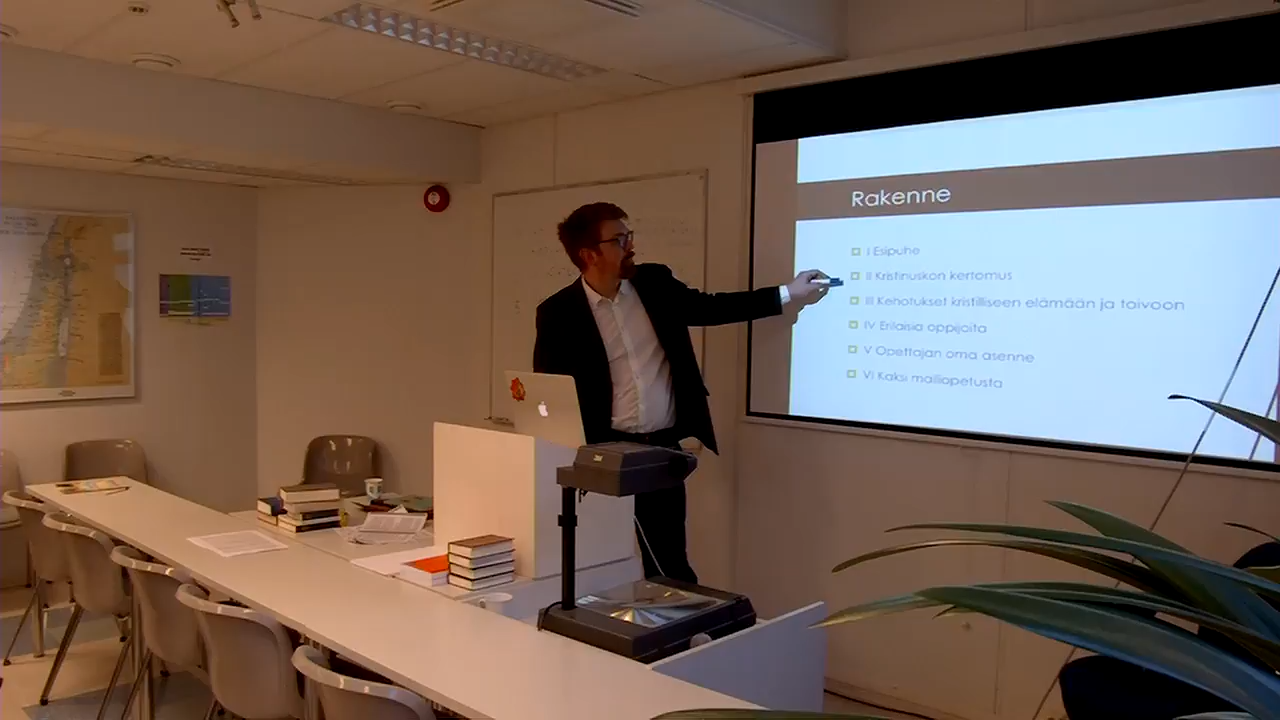 Rakenne
I Esipuhe
II Kristinuskon kertomus
III Kehotukset kristilliseen elämään ja toivoon
IV Erilaisia oppijoita
V Opettajan oma asenne
VI Kaksi malliopetusta